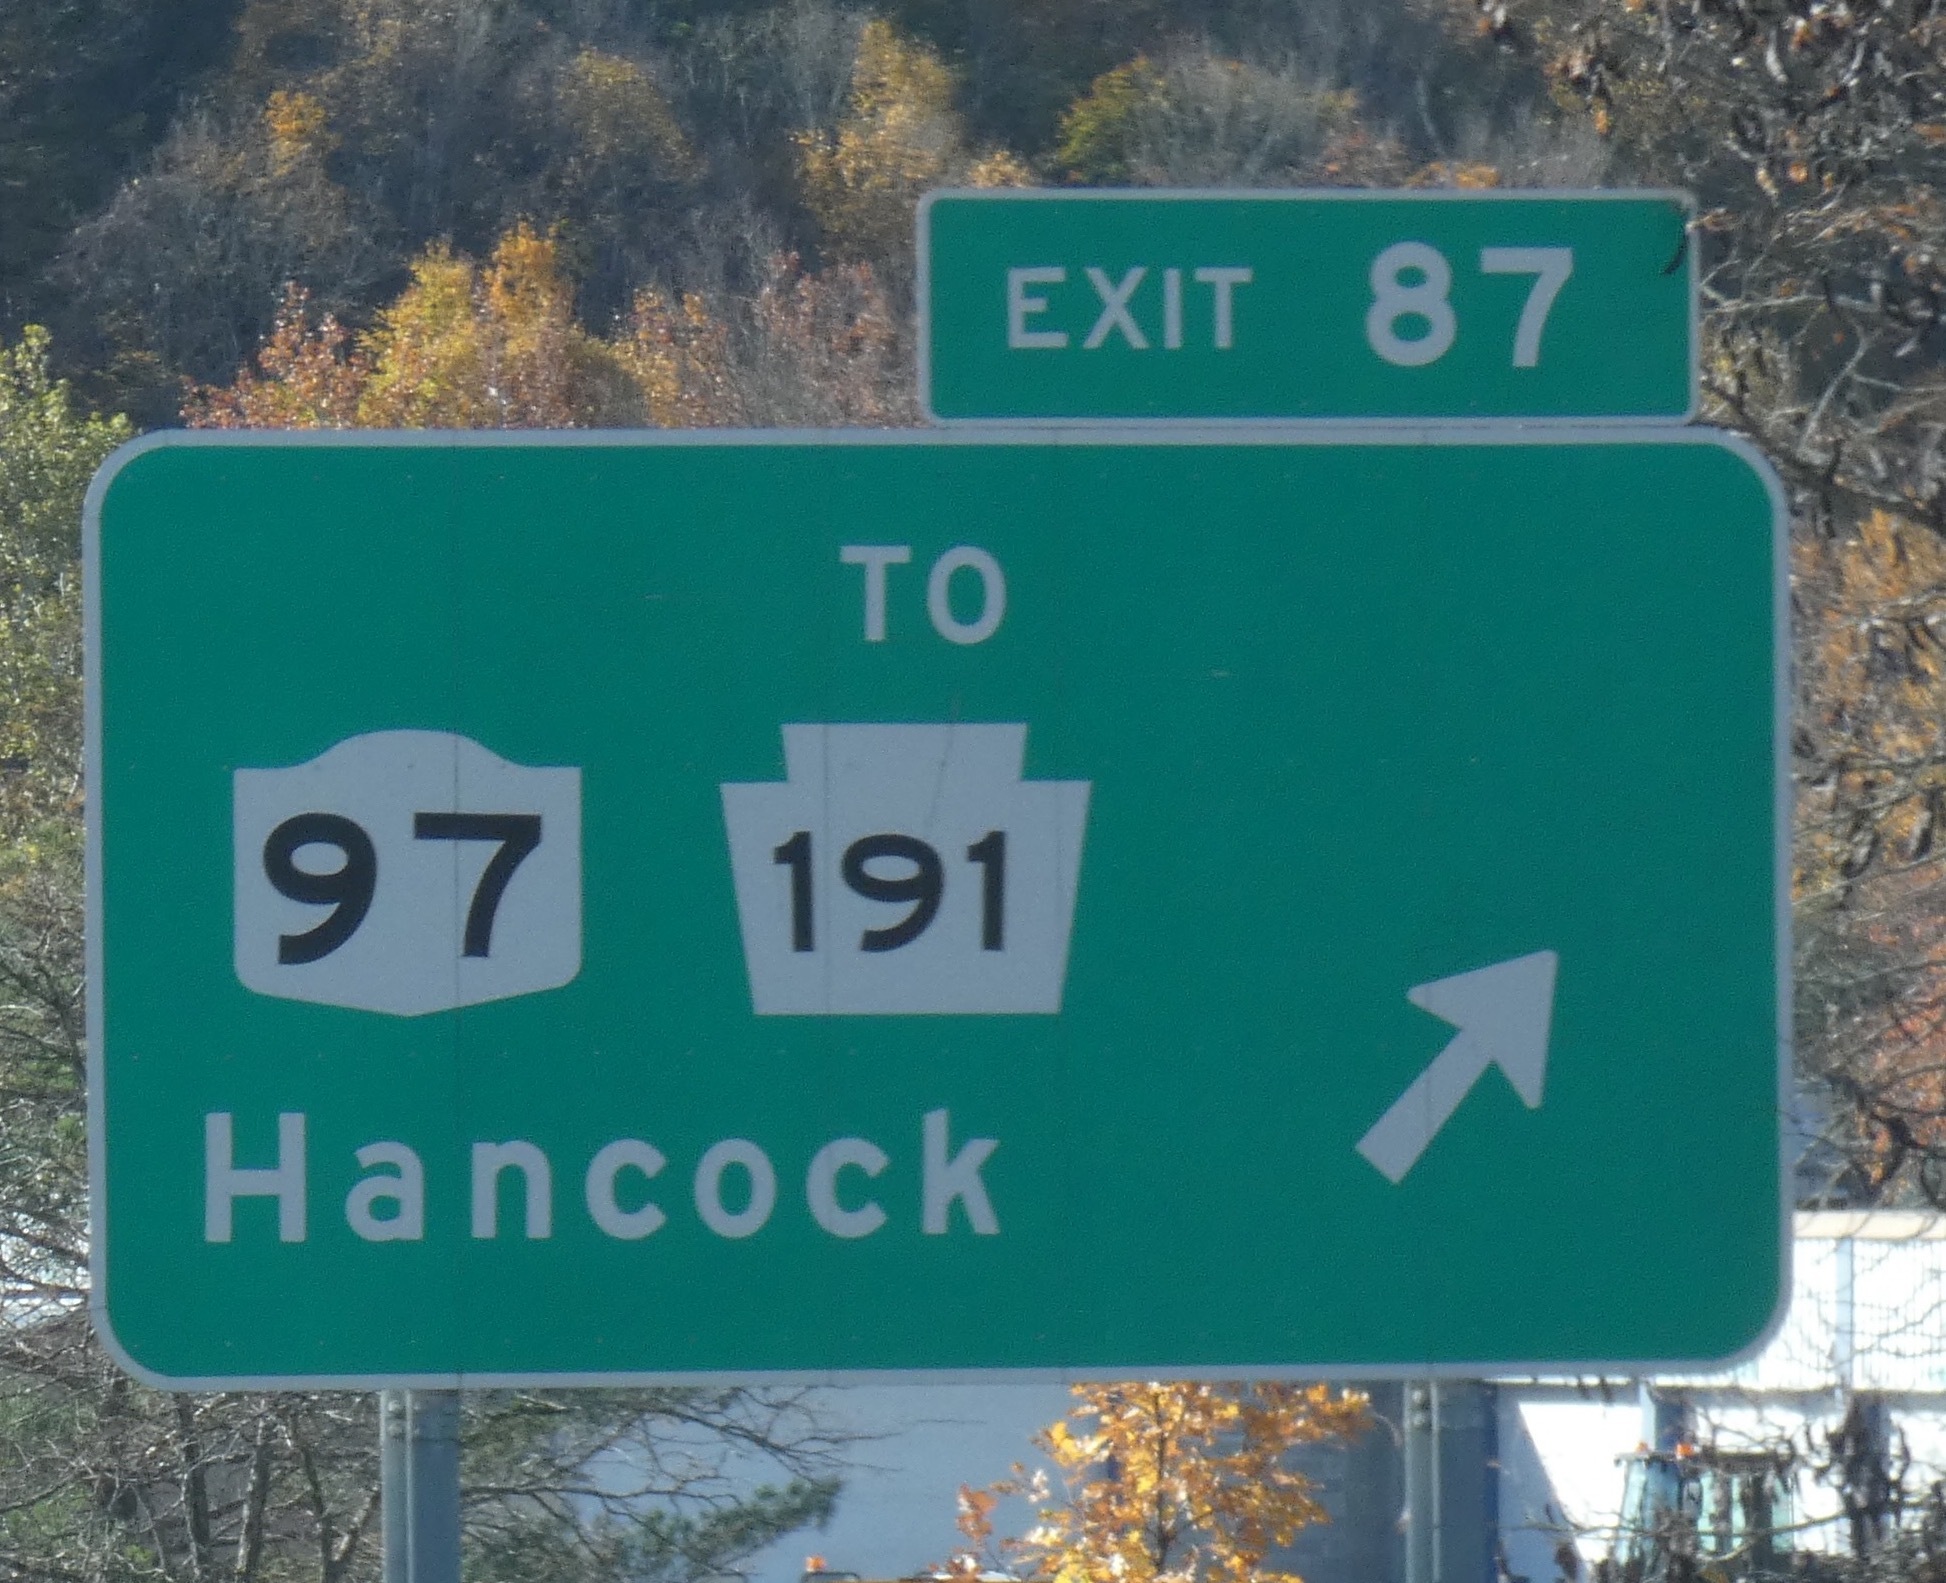 EXIT 87
TO
97 191
Hancock